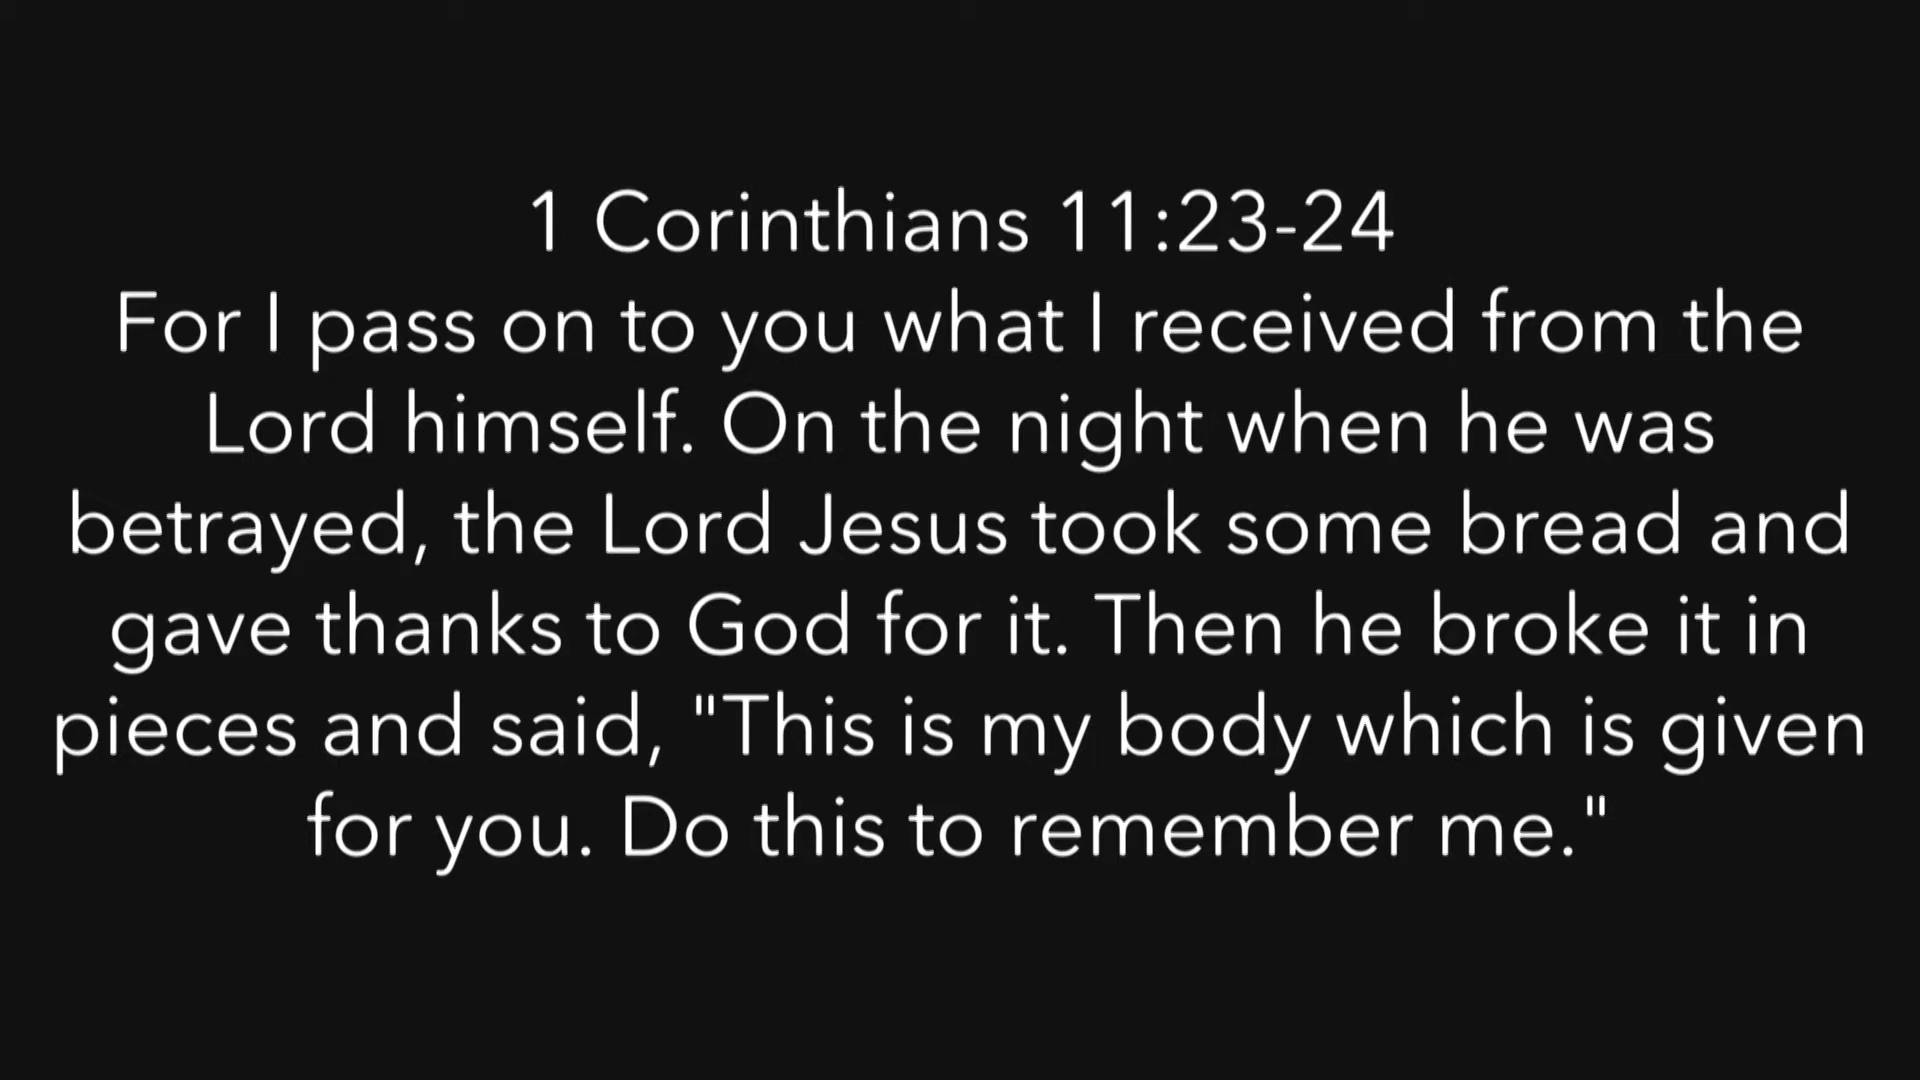 1 Corinthians 11:23-24
For I pass on to you what I received from the
Lord himself. On the night when he was
betrayed, the Lord Jesus took some bread and
gave thanks to God for it. Then he broke it in
pieces and said, "This is my body which is given
for you. Do this to remember me."